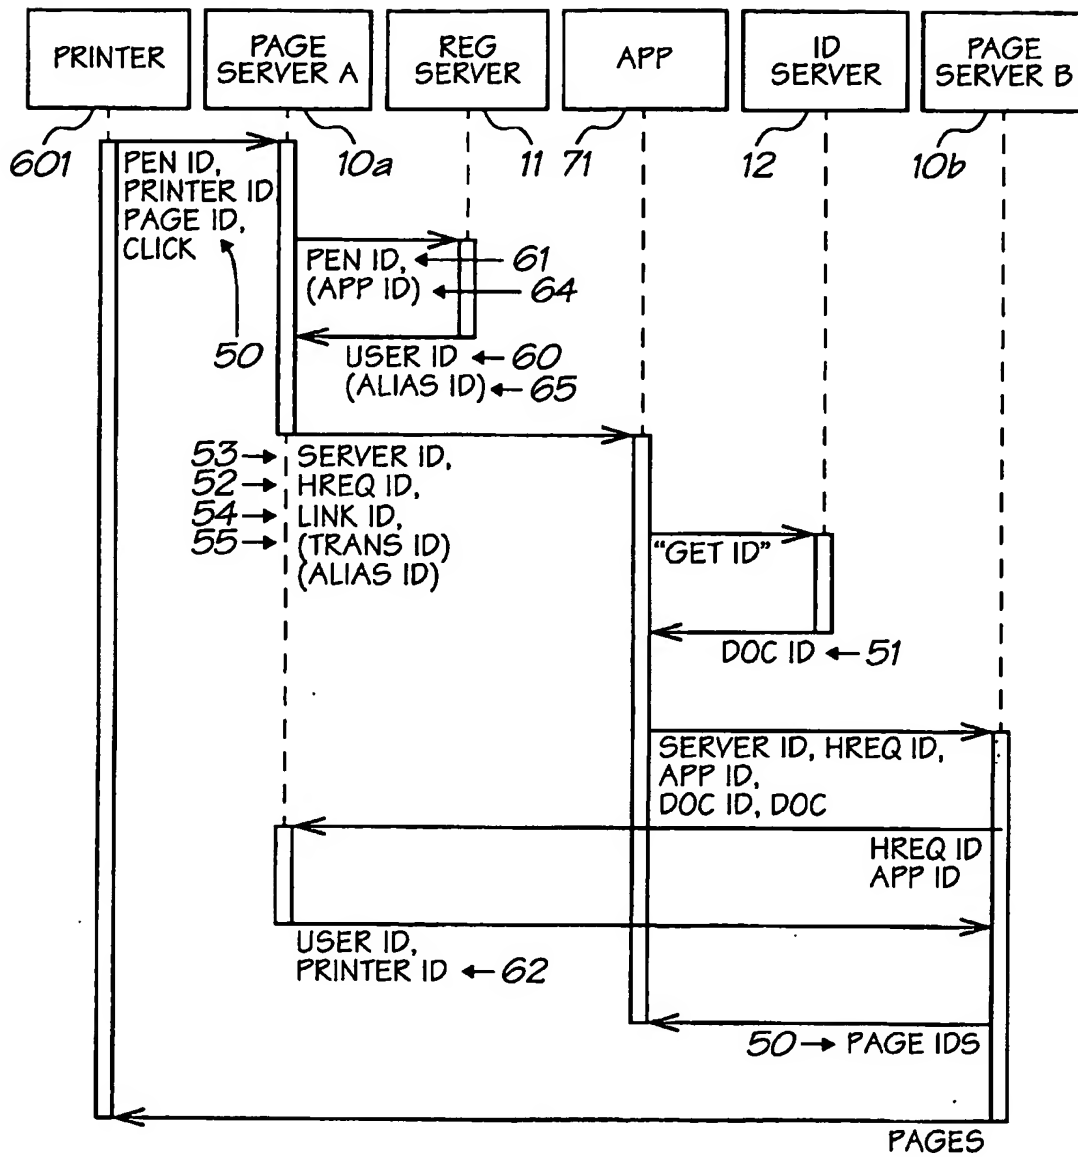 PRINTER
PAGE
SERVER A
REG
SERVER
APP
ID
SERVER
PAGE
SERVER B
601
10a
11
71
12
10b
PEN ID,
PRINTER ID
PAGE ID,
CLICK
50
PEN ID, ← 61
(APP ID) ← 64
USER ID ← 60
(ALIAS ID) ← 65
53 → SERVER ID,
52 → HREQ ID,
54 → LINK ID,
55 → (TRANS ID)
(ALIAS ID)
"GET ID"
DOC ID ← 51
SERVER ID, HREQ ID,
APP ID,
DOC ID, DOC
HREQ ID
APP ID
USER ID,
PRINTER ID ← 62
50 → PAGE IDS
PAGES